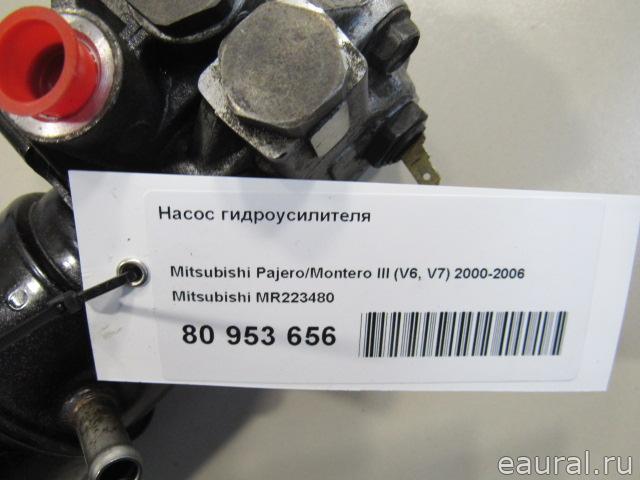 Насос гидроусилителя
Mitsubishi Pajero/Montero III (V6, V7) 2000-2006
Mitsubishi MR223480
80 953 656
eaural.ru